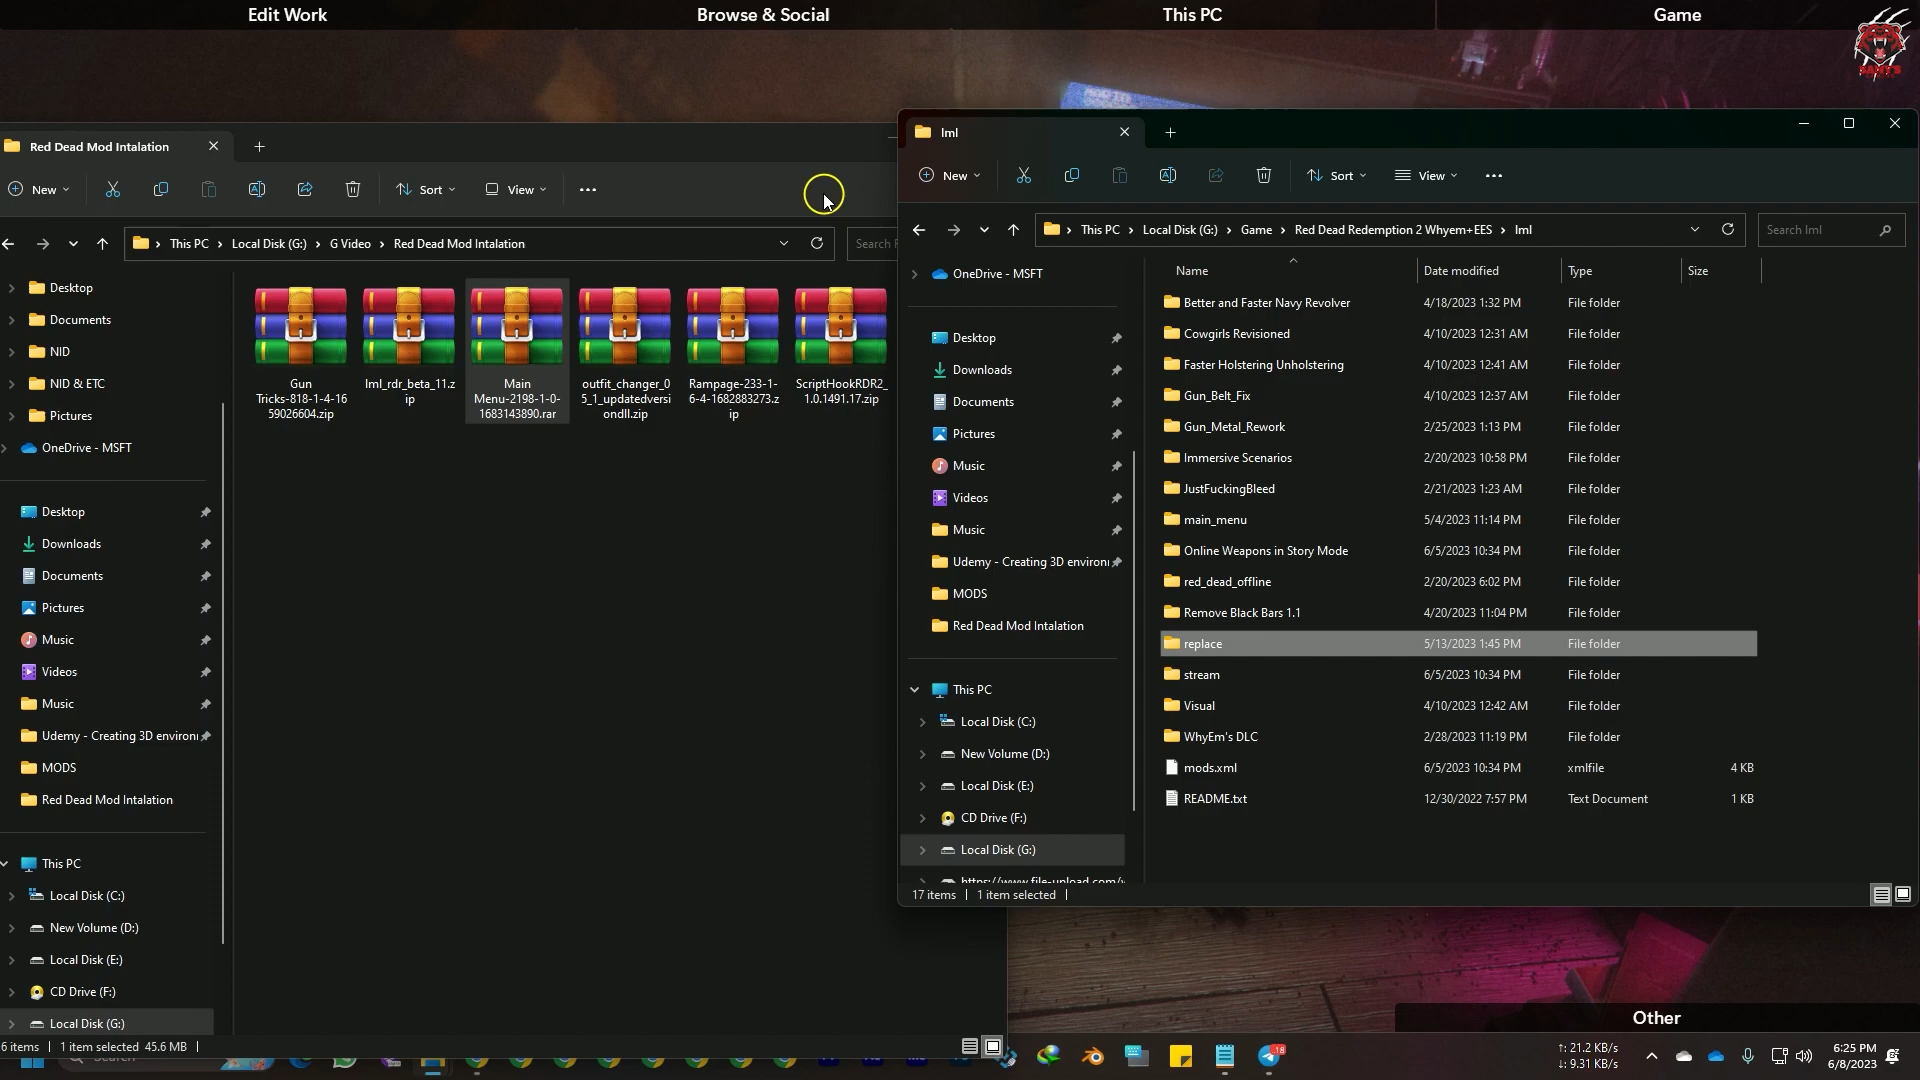 Edit Work
Browse & Social
This PC
Game
Red Dead Mod Intalation
New
Sort
View
This PC
Local Disk (G:)
G Video
Red Dead Mod Intalation
Desktop
Documents
NID
NID & ETC
Pictures
OneDrive - MSFT
Desktop
Downloads
Documents
Pictures
Music
Videos
Music
Udemy - Creating 3D environ
MODS
Red Dead Mod Intalation
This PC
Local Disk (C:)
New Volume (D:)
Local Disk (E:)
CD Drive (F:)
Local Disk (G:)
Gun
Tricks-818-1-4-16
59026604.zip
lml_rdr_beta_11.z
ip
Main
Menu-2198-1-0-
1683143890.rar
outfit_changer_0
5_1_updatedversi
ondll.zip
Rampage-233-1-
6-4-1682883273.z
ip
ScriptHookRDR2_
1.0.1491.17.zip
6 items
1 item selected 45.6 MB
lml
New
Sort
View
This PC
Local Disk (G:)
Game
Red Dead Redemption 2 Whyem+EES
lml
Search lml
OneDrive - MSFT
Desktop
Downloads
Documents
Pictures
Music
Videos
Music
Udemy - Creating 3D environ
MODS
Red Dead Mod Intalation
This PC
Local Disk (C:)
New Volume (D:)
Local Disk (E:)
CD Drive (F:)
Local Disk (G:)
Name Date modified Type Size
Better and Faster Navy Revolver 4/18/2023 1:32 PM File folder
Cowgirls Revisioned 4/10/2023 12:31 AM File folder
Faster Holstering Unholstering 4/10/2023 12:41 AM File folder
Gun_Belt_Fix 4/10/2023 12:37 AM File folder
Gun_Metal_Rework 2/25/2023 1:13 PM File folder
Immersive Scenarios 2/20/2023 10:58 PM File folder
JustFuckingBleed 2/21/2023 1:23 AM File folder
main_menu 5/4/2023 11:14 PM File folder
Online Weapons in Story Mode 6/5/2023 10:34 PM File folder
red_dead_offline 2/20/2023 6:02 PM File folder
Remove Black Bars 1.1 4/20/2023 11:04 PM File folder
replace 5/13/2023 1:45 PM File folder
stream 6/5/2023 10:34 PM File folder
Visual 4/10/2023 12:42 AM File folder
WhyEm's DLC 2/28/2023 11:19 PM File folder
mods.xml 6/5/2023 10:34 PM xmlfile 4 KB
README.txt 12/30/2022 7:57 PM Text Document 1 KB
17 items
1 item selected
Other
↑: 21.2 KB/s
↓: 9.31 KB/s
6:25 PM
6/8/2023